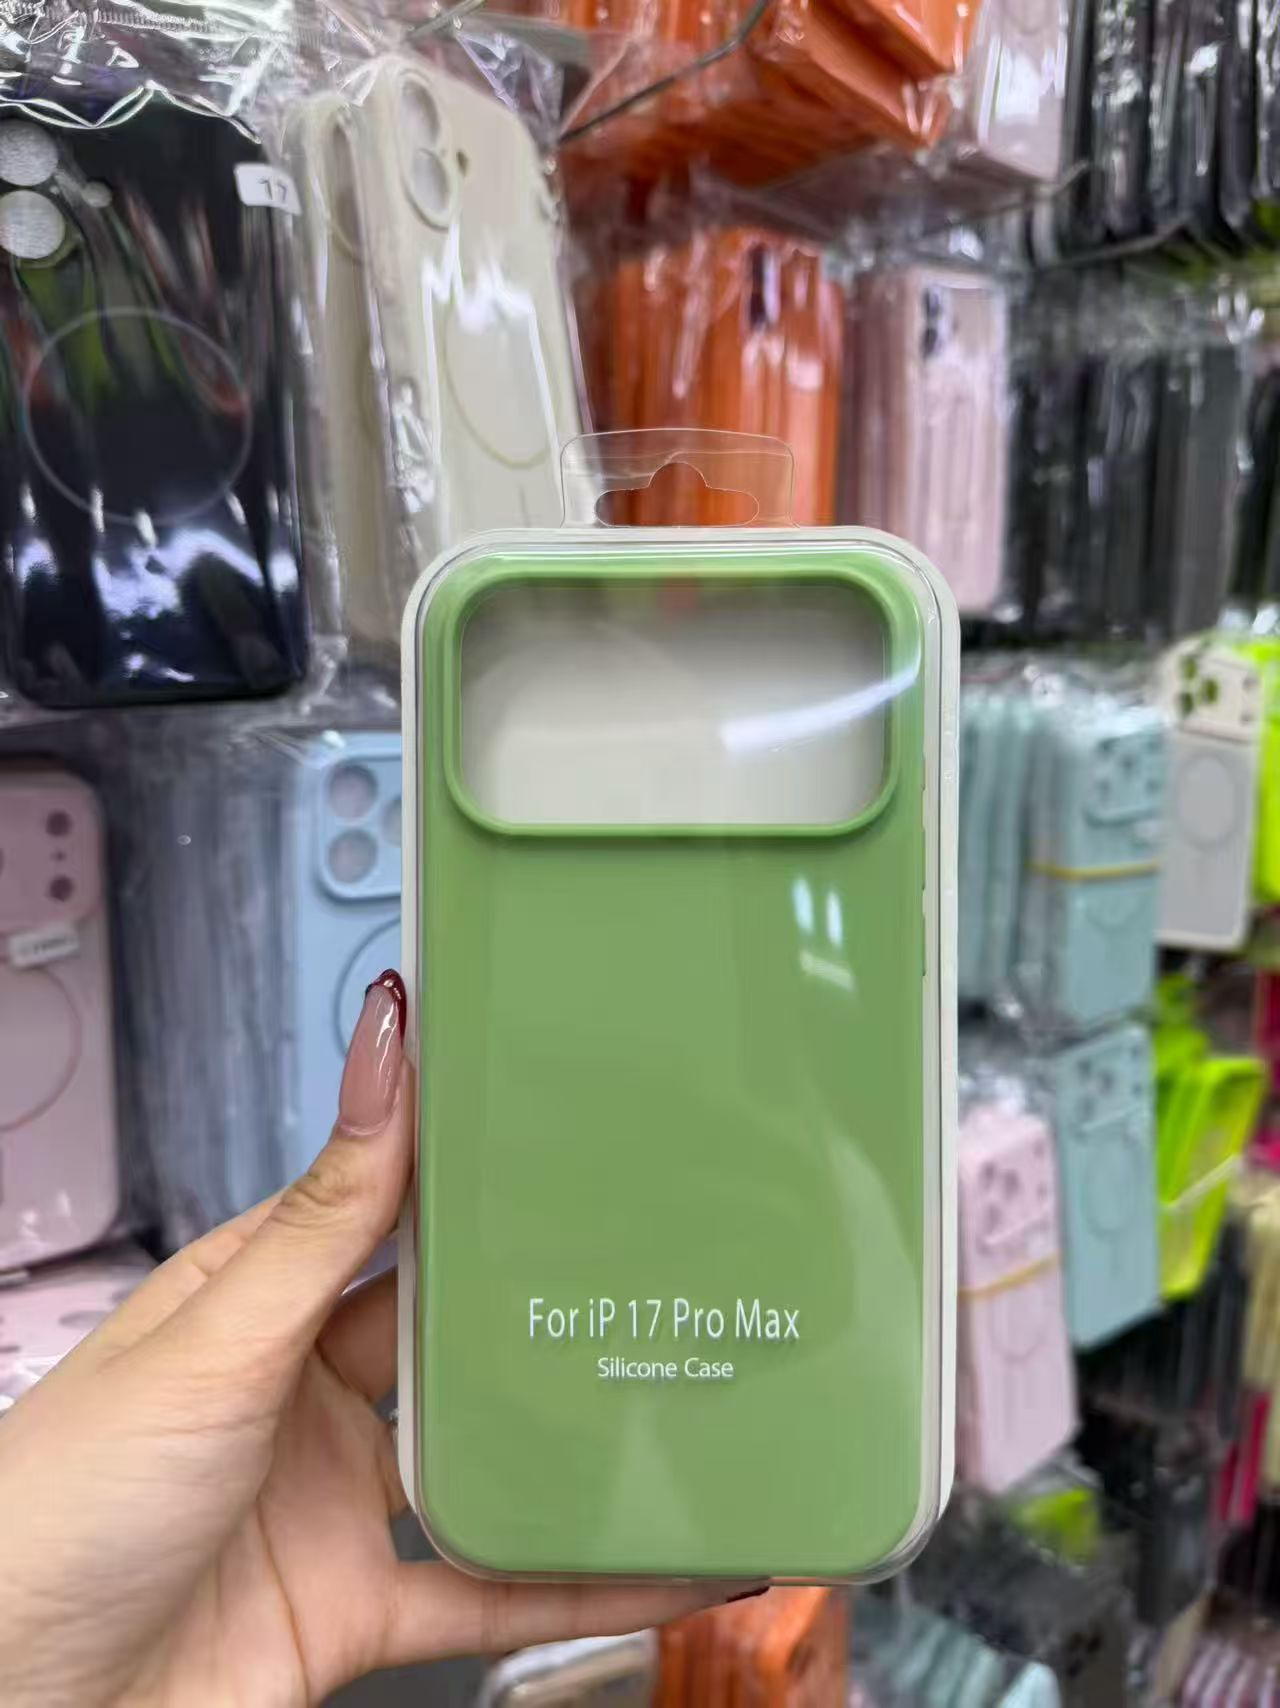 17
For iP 17 Pro Max
Silicone Case